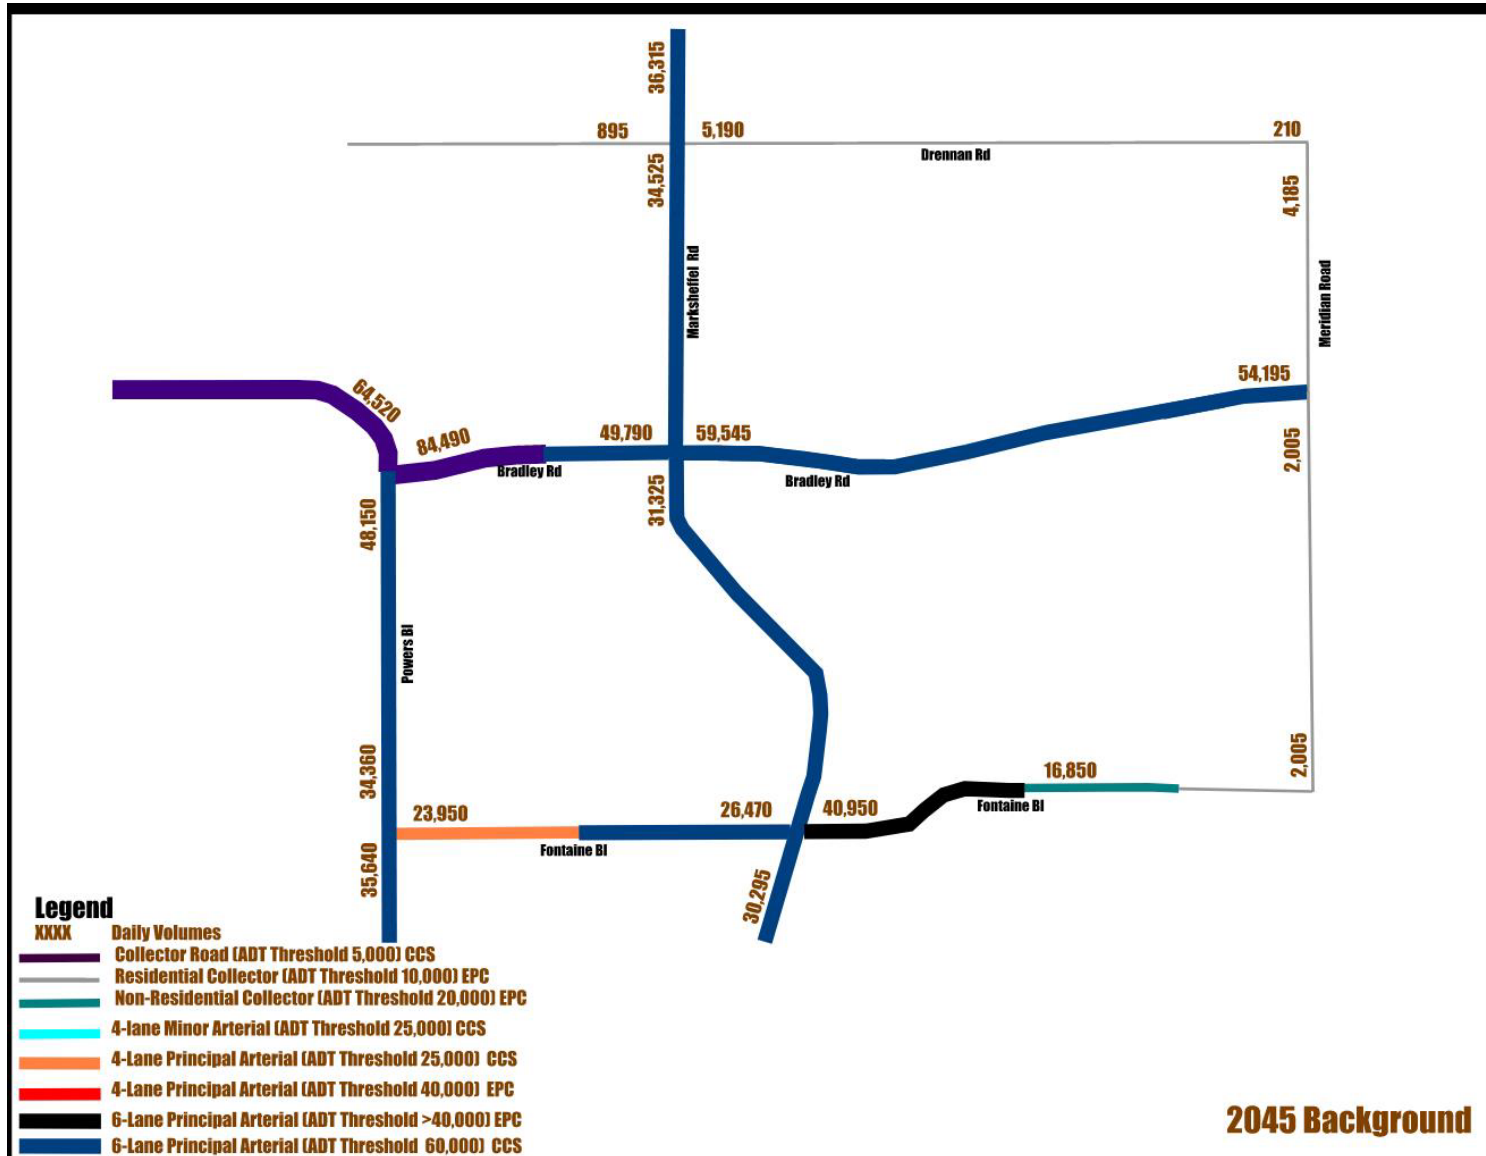 36,315
895
5,190
210
Drennan Rd
34,525
4,185
Marksheffel Rd
Meridian Road
64,520
84,490
49,790
59,545
54,195
Bradley Rd
Bradley Rd
2,005
48,150
31,325
Powers Bl
34,360
2,005
16,850
23,950
26,470
40,950
Fontaine Bl
Fontaine Bl
35,640
30,295
Legend
XXXX Daily Volumes
Collector Road (ADT Threshold 5,000) CCS
Residential Collector (ADT Threshold 10,000) EPC
Non-Residential Collector (ADT Threshold 20,000) EPC
4-lane Minor Arterial (ADT Threshold 25,000) CCS
4-Lane Principal Arterial (ADT Threshold 25,000) CCS
4-Lane Principal Arterial (ADT Threshold 40,000) EPC
6-Lane Principal Arterial (ADT Threshold >40,000) EPC
6-Lane Principal Arterial (ADT Threshold 60,000) CCS
2045 Background